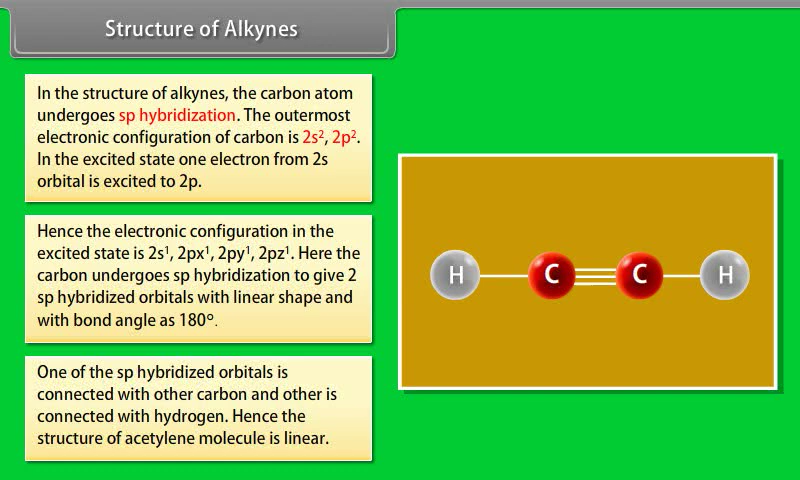 Structure of Alkynes
In the structure of alkynes, the carbon atom
undergoes sp hybridization. The outermost
electronic configuration of carbon is 2s², 2p².
In the excited state one electron from 2s
orbital is excited to 2p.
Hence the electronic configuration in the
excited state is 2s¹, 2px¹, 2py¹, 2pz¹. Here the
carbon undergoes sp hybridization to give 2
sp hybridized orbitals with linear shape and
with bond angle as 180º.
One of the sp hybridized orbitals is
connected with other carbon and other is
connected with hydrogen. Hence the
structure of acetylene molecule is linear.
H C C H